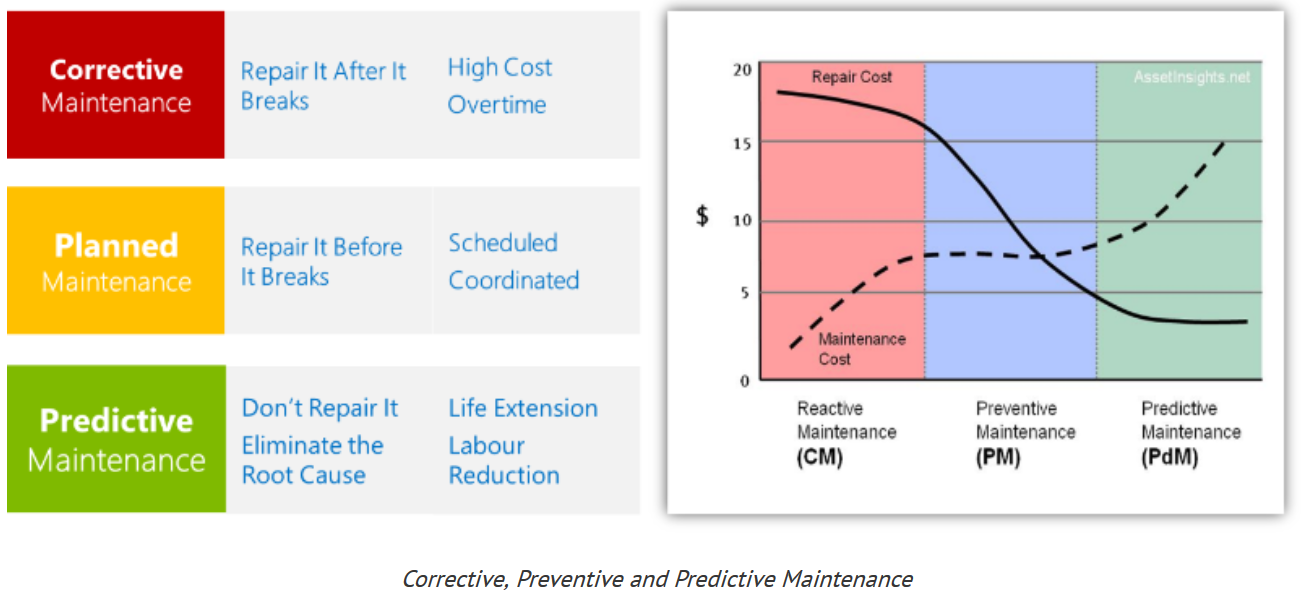 Corrective
Maintenance
Repair It After It
Breaks
High Cost
Overtime
Planned
Maintenance
Repair It Before
It Breaks
Scheduled
Coordinated
Predictive
Maintenance
Don't Repair It
Eliminate the
Root Cause
Life Extension
Labour
Reduction
20
Repair Cost
AssetInsights.net
15
$
10
5
Maintenance
Cost
0
Reactive
Maintenance
(CM)
Preventive
Maintenance
(PM)
Predictive
Maintenance
(PdM)
Corrective, Preventive and Predictive Maintenance